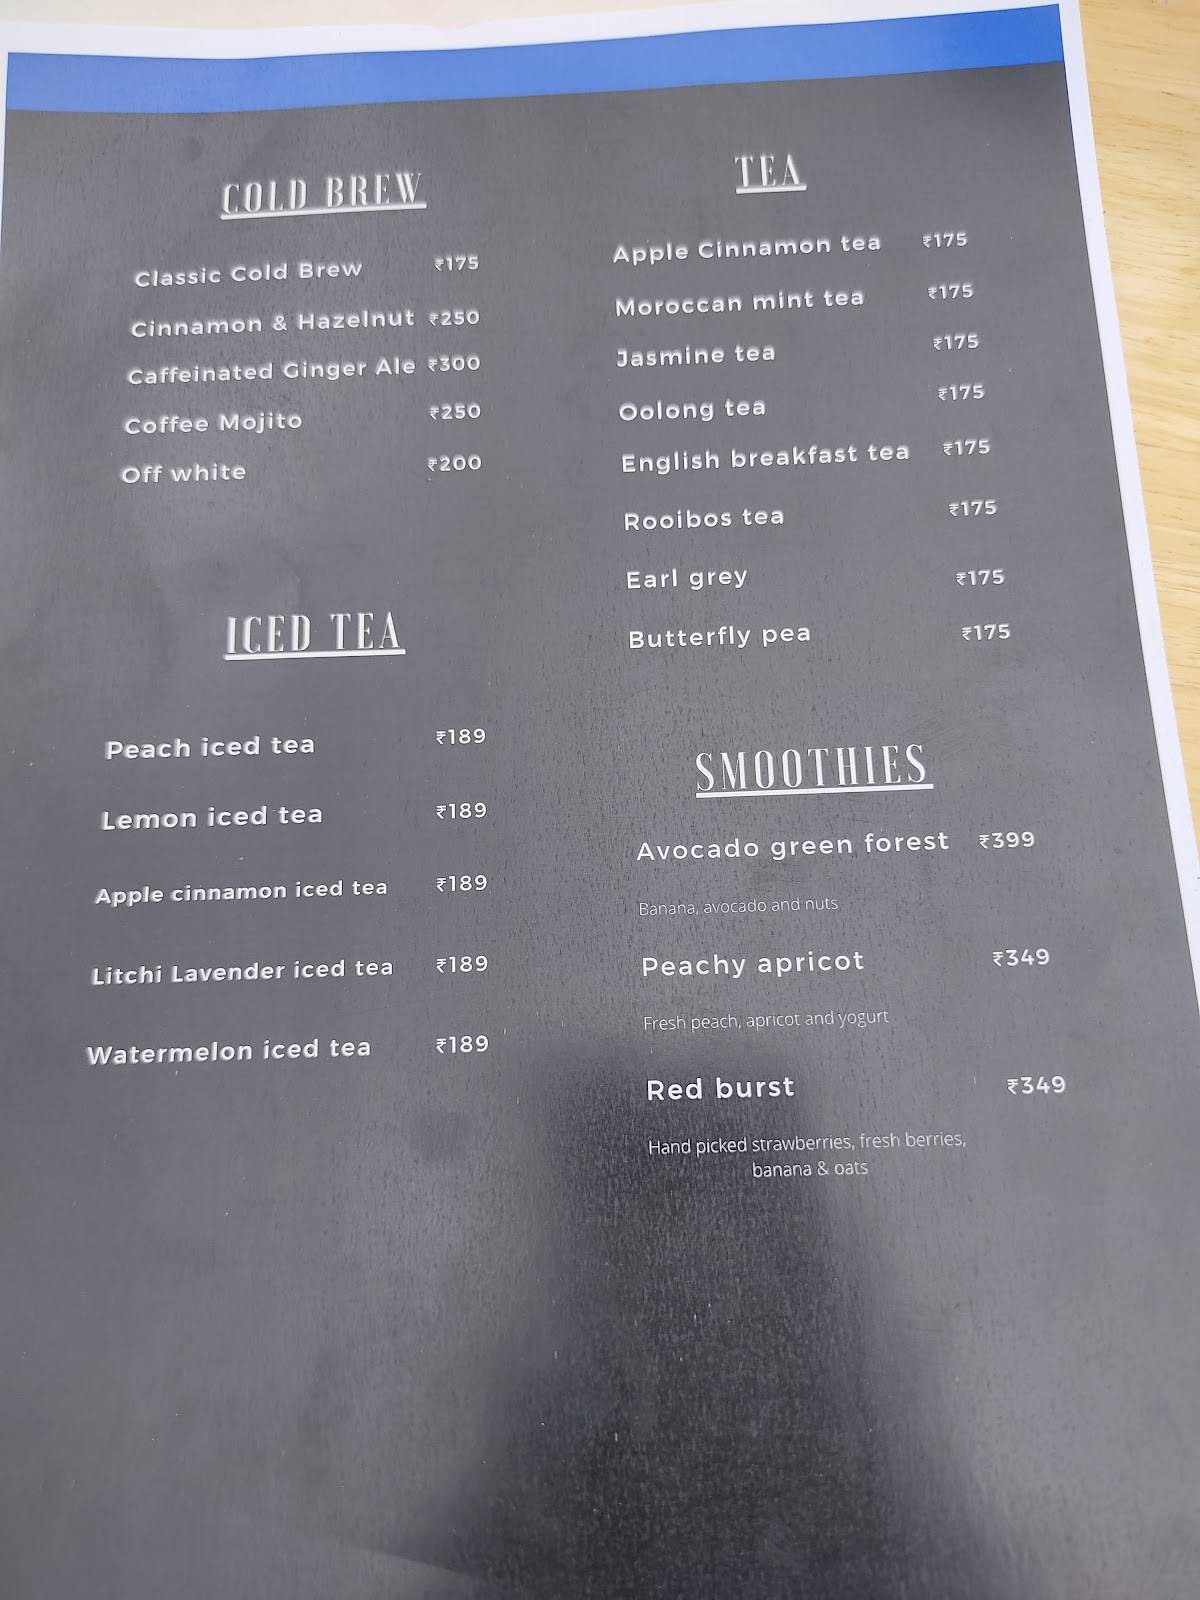 COLD BREW
Classic Cold Brew ₹175
Cinnamon & Hazelnut ₹250
Caffeinated Ginger Ale ₹300
Coffee Mojito ₹250
Off white ₹200
ICED TEA
Peach iced tea ₹189
Lemon iced tea ₹189
Apple cinnamon iced tea ₹189
Litchi Lavender iced tea ₹189
Watermelon iced tea ₹189
TEA
Apple Cinnamon tea ₹175
Moroccan mint tea ₹175
Jasmine tea ₹175
Oolong tea ₹175
English breakfast tea ₹175
Rooibos tea ₹175
Earl grey ₹175
Butterfly pea ₹175
SMOOTHIES
Avocado green forest ₹399
Banana, avocado and nuts
Peachy apricot ₹349
Fresh peach, apricot and yogurt
Red burst ₹349
Hand picked strawberries, fresh berries,
banana & oats